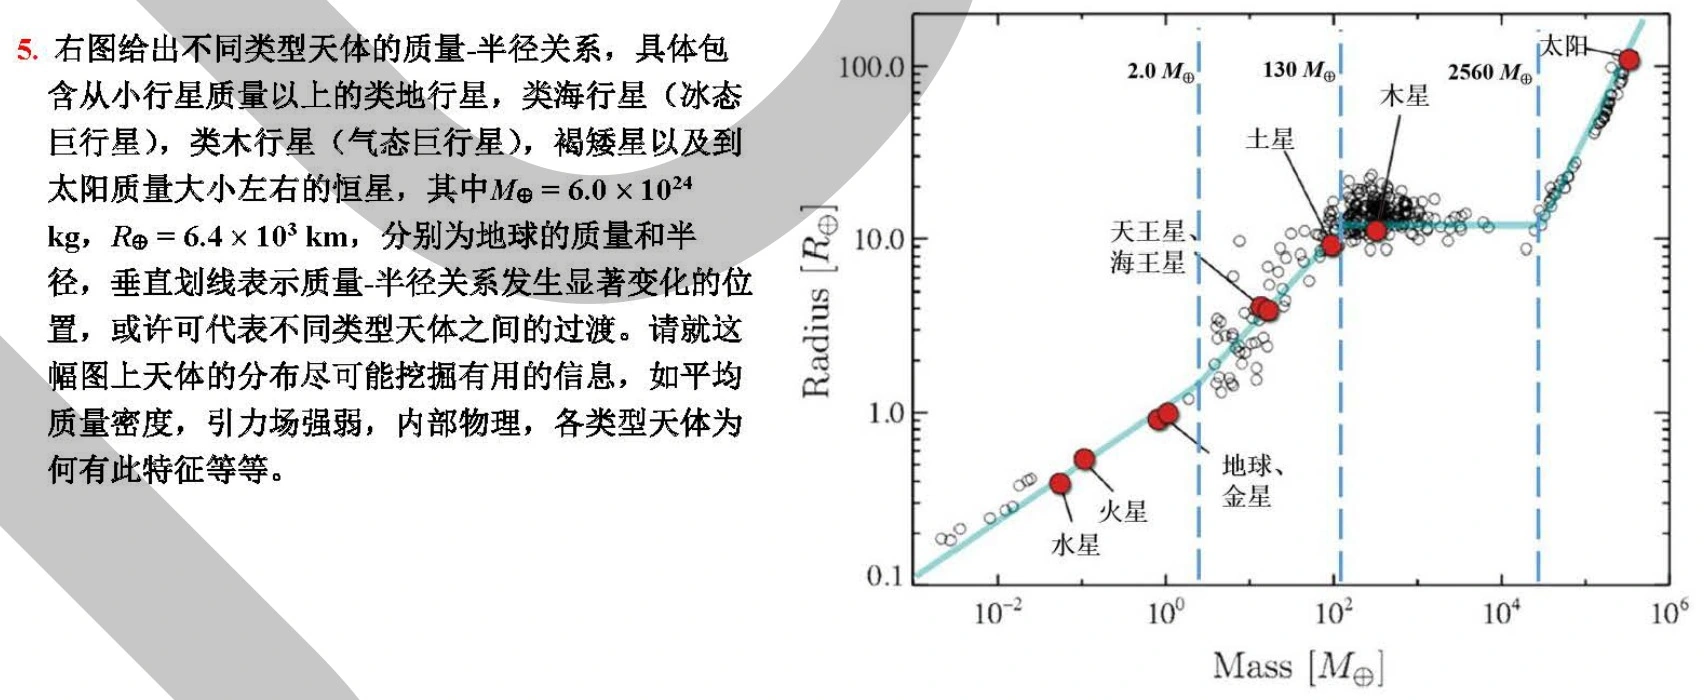 5. 右图给出不同类型天体的质量-半径关系，具体包
含从小行星质量以上的类地行星，类海行星（冰态
巨行星），类木行星（气态巨行星），褐矮星以及到
太阳质量大小左右的恒星，其中M⊕ = 6.0 × 10²⁴
kg， R⊕ = 6.4 × 10³ km， 分别为地球的质量和半
径，垂直划线表示质量-半径关系发生显著变化的位
置，或许可代表不同类型天体之间的过渡。请就这
幅图上天体的分布尽可能挖掘有用的信息，如平均
质量密度，引力场强弱，内部物理，各类型天体为
何有此特征等等。
太阳
2.0 M⊕
130 M⊕
2560 M⊕
木星
土星
天王星、
海王星
地球、
金星
火星
水星
100.0
10.0
1.0
0.1
Radius [R⊕]
10⁻²
10⁰
10²
10⁴
10⁶
Mass [M⊕]